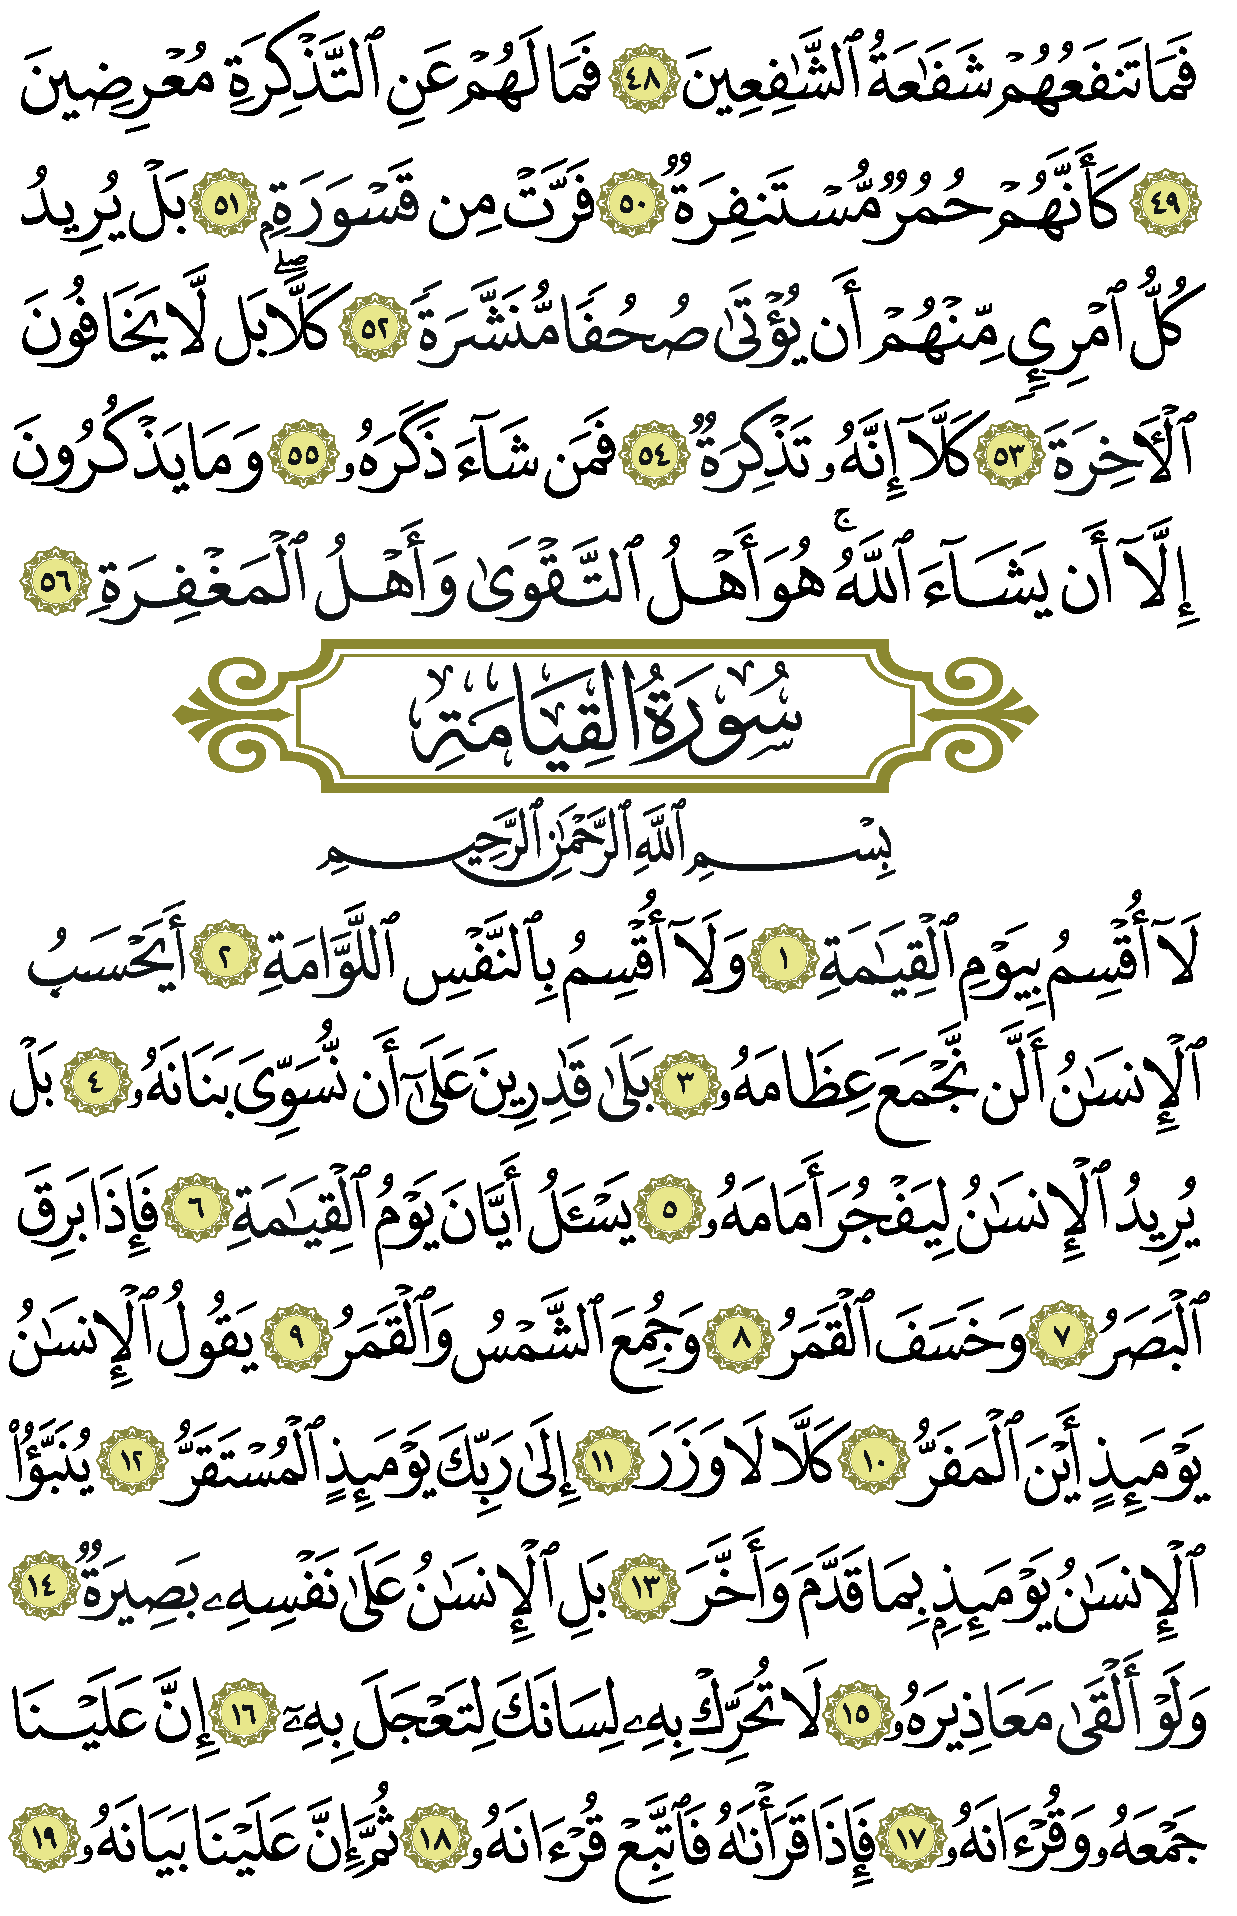 فَمَا تَنفَعُهُمْ شَفَٰعَةُ ٱلشَّٰفِعِينَ ٤٨ فَمَا لَهُمْ عَنِ ٱلتَّذْكِرَةِ مُعْرِضِينَ
٤٩ كَأَنَّهُمْ حُمُرٌ مُّسْتَنفِرَةٌ ٥٠ فَرَّتْ مِن قَسْوَرَةٍۭ ٥١ بَلْ يُرِيدُ
كُلُّ ٱمْرِئٍ مِّنْهُمْ أَن يُؤْتَىٰ صُحُفًا مُّنَشَّرَةً ٥٢ كَلَّاۖ بَل لَّا يَخَافُونَ
ٱلْـَٔاخِرَةَ ٥٣ كَلَّآ إِنَّهُۥ تَذْكِرَةٌ ٥٤ فَمَن شَآءَ ذَكَرَهُۥ ٥٥ وَمَا يَذْكُرُونَ
إِلَّآ أَن يَشَآءَ ٱللَّهُۚ هُوَ أَهْلُ ٱلتَّقْوَىٰ وَأَهْلُ ٱلْمَغْفِرَةِ ٥٦
سُورَةُ القِيَامَةِ
بِسْمِ ٱللَّهِ ٱلرَّحْمَٰنِ ٱلرَّحِيمِ
لَآ أُقْسِمُ بِيَوْمِ ٱلْقِيَٰمَةِ ١ وَلَآ أُقْسِمُ بِٱلنَّفْسِ ٱللَّوَّامَةِ ٢ أَيَحْسَبُ
ٱلْإِنسَٰنُ أَلَّن نَّجْمَعَ عِظَامَهُۥ ٣ بَلَىٰ قَٰدِرِينَ عَلَىٰٓ أَن نُّسَوِّىَ بَنَانَهُۥ ٤ بَلْ
يُرِيدُ ٱلْإِنسَٰنُ لِيَفْجُرَ أَمَامَهُۥ ٥ يَسْـَٔلُ أَيَّانَ يَوْمُ ٱلْقِيَٰمَةِ ٦ فَإِذَا بَرِقَ
ٱلْبَصَرُ ٧ وَخَسَفَ ٱلْقَمَرُ ٨ وَجُمِعَ ٱلشَّمْسُ وَٱلْقَمَرُ ٩ يَقُولُ ٱلْإِنسَٰنُ
يَوْمَئِذٍ أَيْنَ ٱلْمَفَرُّ ١٠ كَلَّا لَا وَزَرَ ١١ إِلَىٰ رَبِّكَ يَوْمَئِذٍ ٱلْمُسْتَقَرُّ ١٢ يُنَبَّؤُا۟
ٱلْإِنسَٰنُ يَوْمَئِذٍۭ بِمَا قَدَّمَ وَأَخَّرَ ١٣ بَلِ ٱلْإِنسَٰنُ عَلَىٰ نَفْسِهِۦ بَصِيرَةٌ ١٤
وَلَوْ أَلْقَىٰ مَعَاذِيرَهُۥ ١٥ لَا تُحَرِّكْ بِهِۦ لِسَانَكَ لِتَعْجَلَ بِهِۦٓ ١٦ إِنَّ عَلَيْنَا
جَمْعَهُۥ وَقُرْءَانَهُۥ ١٧ فَإِذَا قَرَأْنَٰهُ فَٱتَّبِعْ قُرْءَانَهُۥ ١٨ ثُمَّ إِنَّ عَلَيْنَا بَيَانَهُۥ ١٩